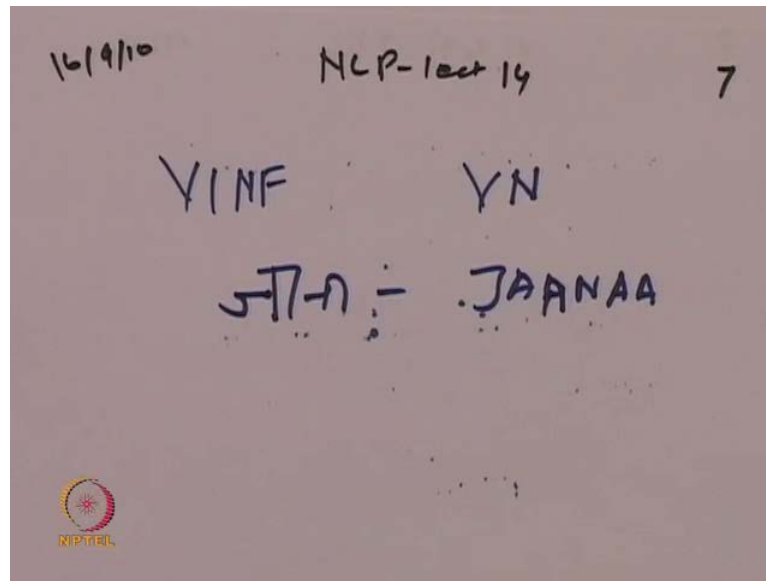 16/9/10 NLP-lect 14 7
VINF VN
जाना :- JAANAA
NPTEL